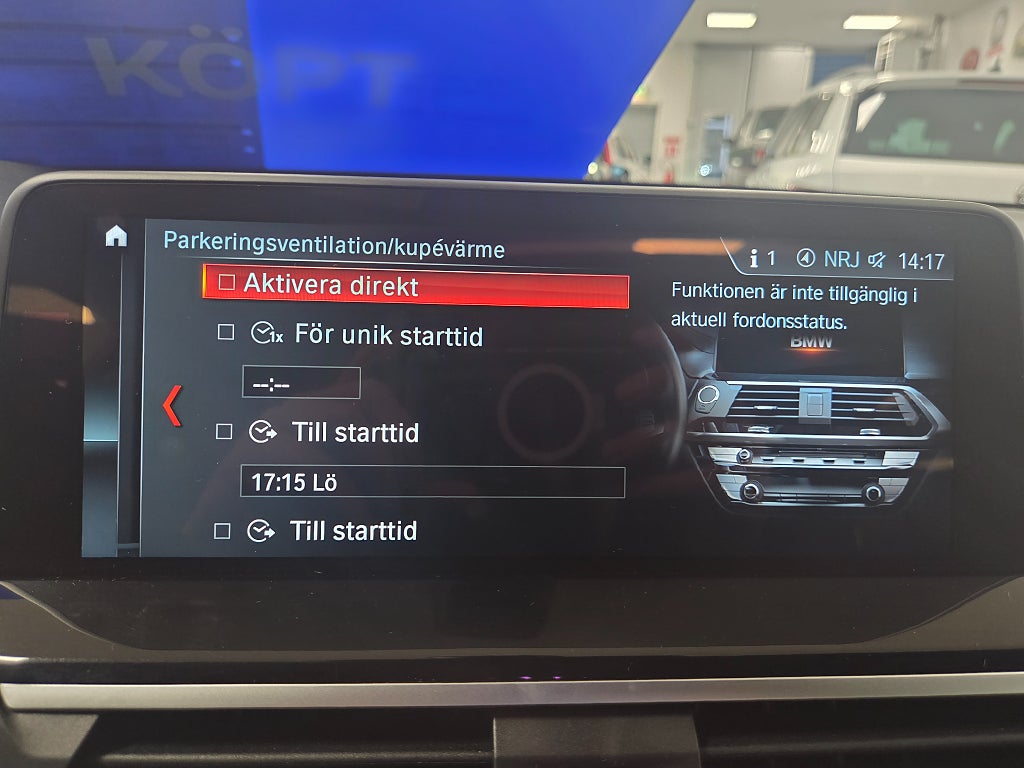 KÖPT
Parkeringsventilation/kupévärme
1 NRJ 14:17
Aktivera direkt
Funktionen är inte tillgänglig i
aktuell fordonsstatus.
1x För unik starttid
BMW
--:--
Till starttid
17:15 Lö
Till starttid